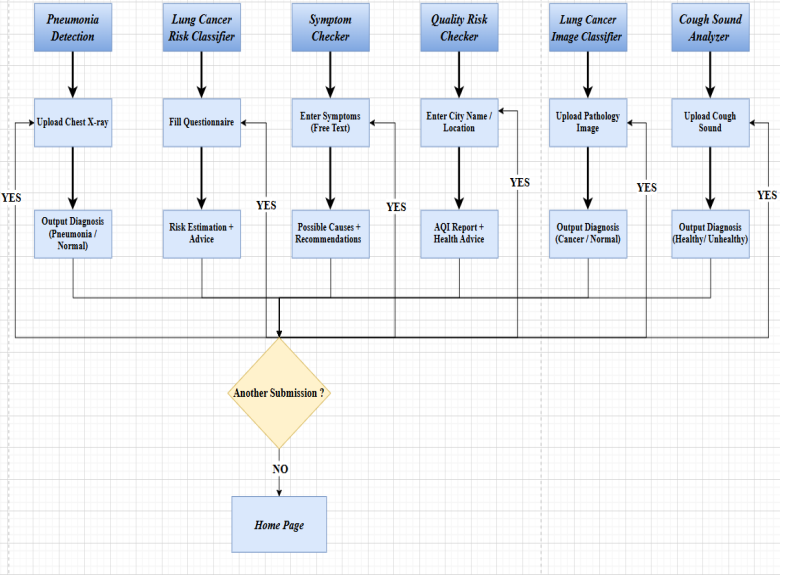 Pneumonia
Detection
Lung Cancer
Risk Classifier
Symptom
Checker
Quality Risk
Checker
Lung Cancer
Image Classifier
Cough Sound
Analyzer
Upload Chest X-ray
Fill Questionnaire
Enter Symptoms
(Free Text)
Enter City Name /
Location
Upload Pathology
Image
Upload Cough
Sound
YES
YES
YES
YES
YES
YES
Output Diagnosis
(Pneumonia /
Normal)
Risk Estimation +
Advice
Possible Causes +
Recommendations
AQI Report +
Health Advice
Output Diagnosis
(Cancer / Normal)
Output Diagnosis
(Healthy/ Unhealthy)
Another Submission ?
NO
Home Page